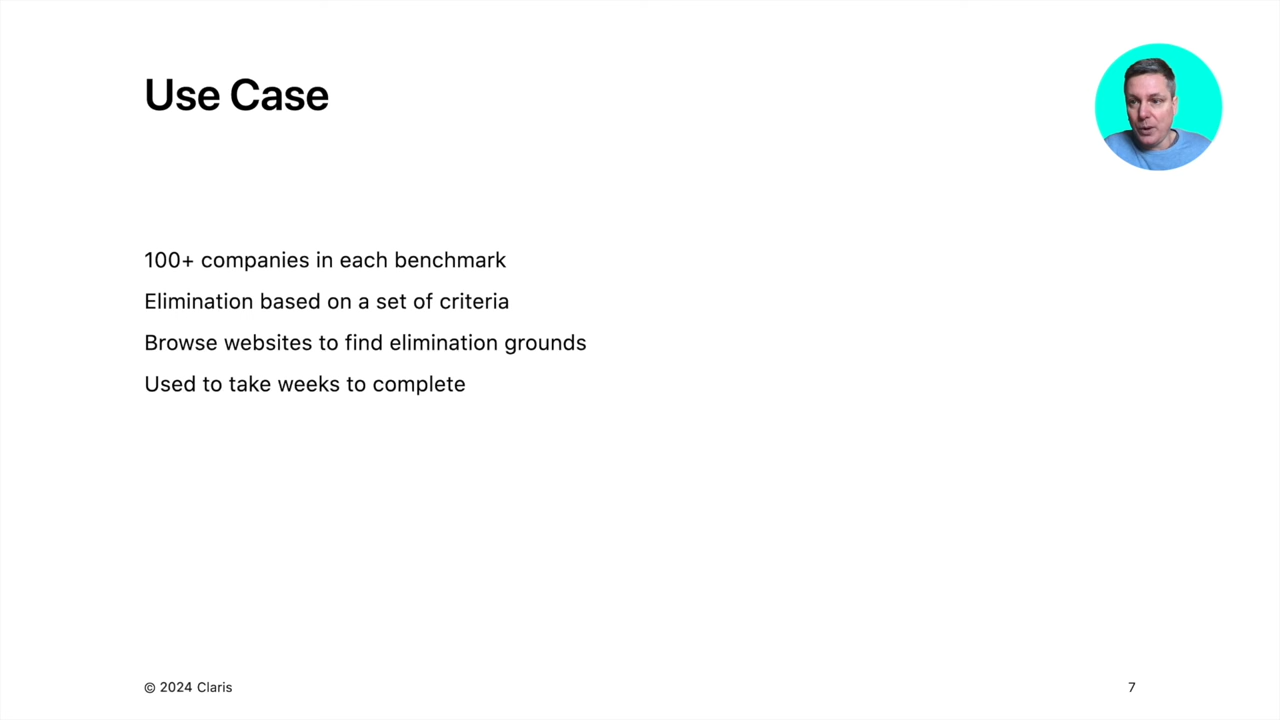 Use Case
100+ companies in each benchmark
Elimination based on a set of criteria
Browse websites to find elimination grounds
Used to take weeks to complete
© 2024 Claris
7